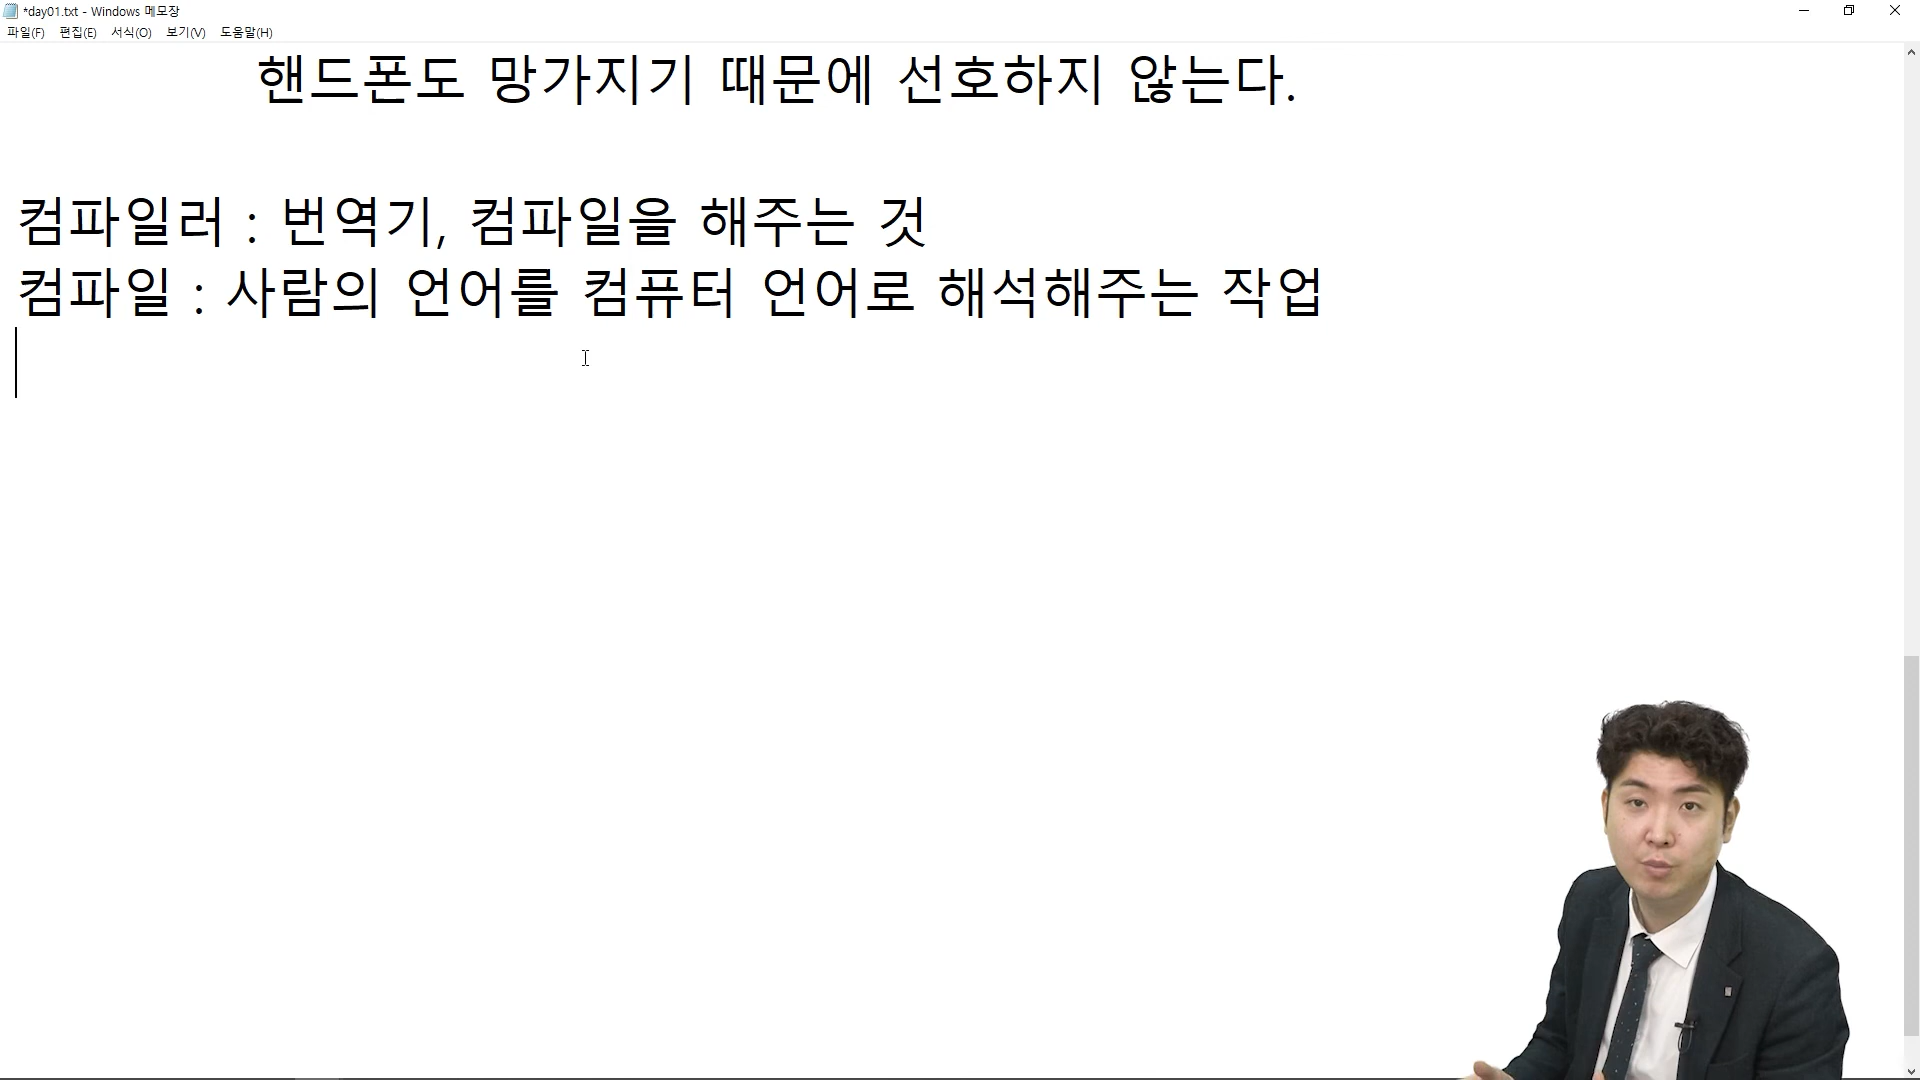 *day01.txt - Windows 메모장
파일(F) 편집(E) 서식(O) 보기(V) 도움말(H)
핸드폰도 망가지기 때문에 선호하지 않는다.
컴파일러 : 번역기, 컴파일을 해주는 것
컴파일 : 사람의 언어를 컴퓨터 언어로 해석해주는 작업